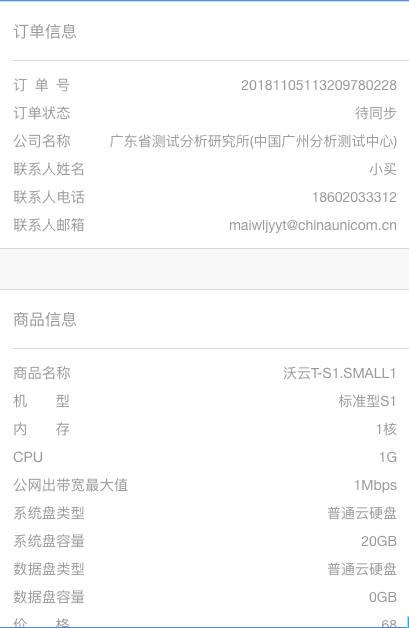 订单信息
订 单 号 20181105113209780228
订单状态 待同步
公司名称 广东省测试分析研究所(中国广州分析测试中心)
联系人姓名 小买
联系人电话 18602033312
联系人邮箱 maiwljyyt@chinaunicom.cn
商品信息
商品名称 沃云T-S1.SMALL1
机 型 标准型S1
内 存 1核
CPU 1G
公网出带宽最大值 1Mbps
系统盘类型 普通云硬盘
系统盘容量 20GB
数据盘类型 普通云硬盘
数据盘容量 0GB
价 格 68